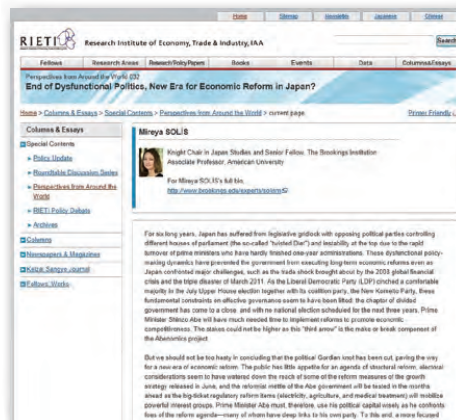 Home Sitemap Newsletter Japanese Chinese
RIETI Research Institute of Economy, Trade & Industry, IAA
Search
Fellows Research Areas Research/Policy Papers Books Events Data Columns&Essays
Perspectives from Around the World 032
End of Dysfunctional Politics, New Era for Economic Reform in Japan?
Home > Columns & Essays > Special Contents > Perspectives from Around the World > current page.
Printer Friendly
Columns & Essays
Special Contents
Policy Update
Roundtable Discussion Series
Perspectives from Around the
World
RIETI Policy Debate
Archives
Columns
Newspapers & Magazines
Keizai Sangyo Journal
Fellows' Works
Mireya SOLÍS
Knight Chair in Japan Studies and Senior Fellow, The Brookings Institution
Associate Professor, American University
For Mireya SOLÍS's full bio,
http://www.brookings.edu/experts/solism
For six long years, Japan has suffered from legislative gridlock with opposing political parties controlling
different houses of parliament (the so-called "twisted Diet") and instability at the top due to the rapid
turnover of prime ministers who have hardly finished one-year administrations. These dysfunctional policy-
making dynamics have prevented the government from executing long-term economic reforms even as
Japan confronted major challenges, such as the trade shock brought about by the 2008 global financial
crisis and the triple disaster of March 2011. As the Liberal Democratic Party (LDP) clinched a comfortable
majority in the July Upper House election together with its coalition party, the New Komeito Party, these
fundamental constraints on effective governance seem to have been lifted: the chapter of divided
government has come to a close, and with no national election scheduled for the next three years, Prime
Minister Shinzo Abe will have much needed time to implement reforms to promote economic
competitiveness. The stakes could not be higher as this "third arrow" is the make or break component of
the Abenomics project.
But we should not be too hasty in concluding that the political Gordian knot has been cut, paving the way
for a new era of economic reform. The public has little appetite for an agenda of structural reform, electoral
considerations seem to have watered down the reach of some of the reform measures of the growth
strategy released in June, and the reformist mettle of the Abe government will be tested in the months
ahead as the big-ticket regulatory reform items (electricity, agriculture, and medical treatment) will mobilize
powerful interest groups. Prime Minister Abe must, therefore, use his political capital wisely as he confronts
foes of the reform agenda—many of whom have deep links to his own party. To this end, a more focused